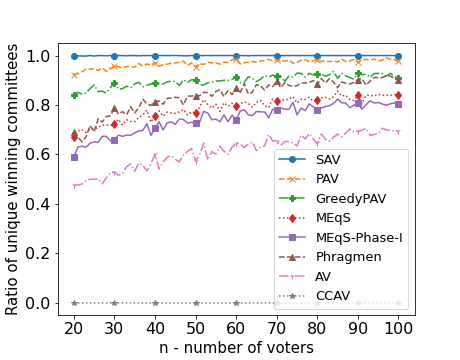 Ratio of unique winning committees
1.0
0.8
0.6
0.4
0.2
0.0
SAV
PAV
GreedyPAV
MEqS
MEqS-Phase-I
Phragmen
AV
CCAV
20 30 40 50 60 70 80 90 100
n - number of voters